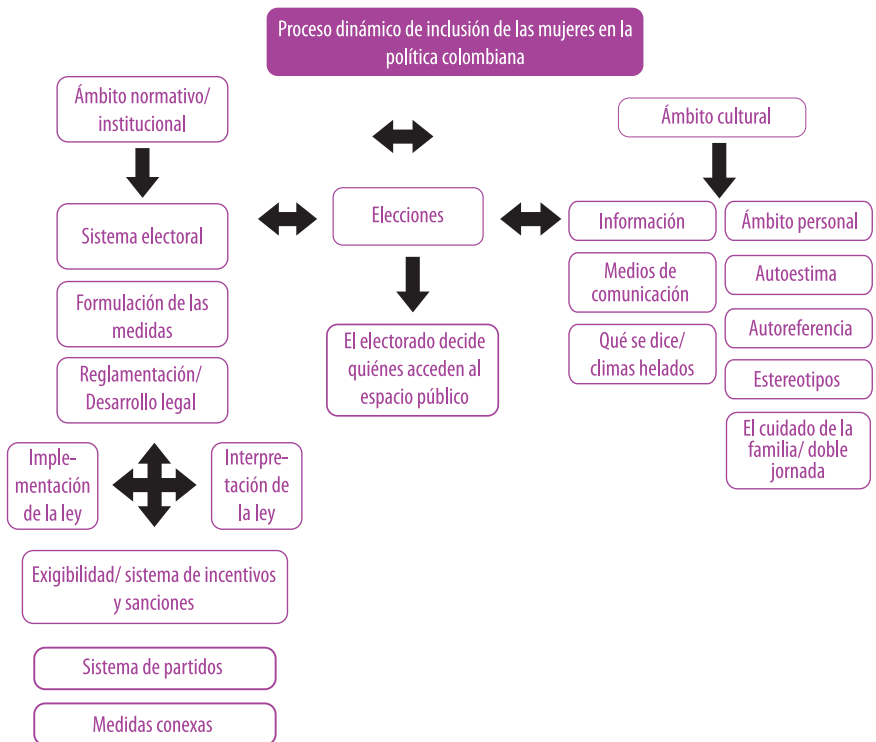 Proceso dinámico de inclusión de las mujeres en la
política colombiana
Ámbito normativo/
institucional
Sistema electoral
Formulación de las
medidas
Reglamentación/
Desarrollo legal
Imple-
mentación
de la ley
Interpre-
tación de
la ley
Exigibilidad/ sistema de incentivos
y sanciones
Sistema de partidos
Medidas conexas
Elecciones
El electorado decide
quiénes acceden al
espacio público
Ámbito cultural
Información
Medios de
comunicación
Qué se dice/
climas helados
Ámbito personal
Autoestima
Autoreferencia
Estereotipos
El cuidado de la
familia/ doble
jornada